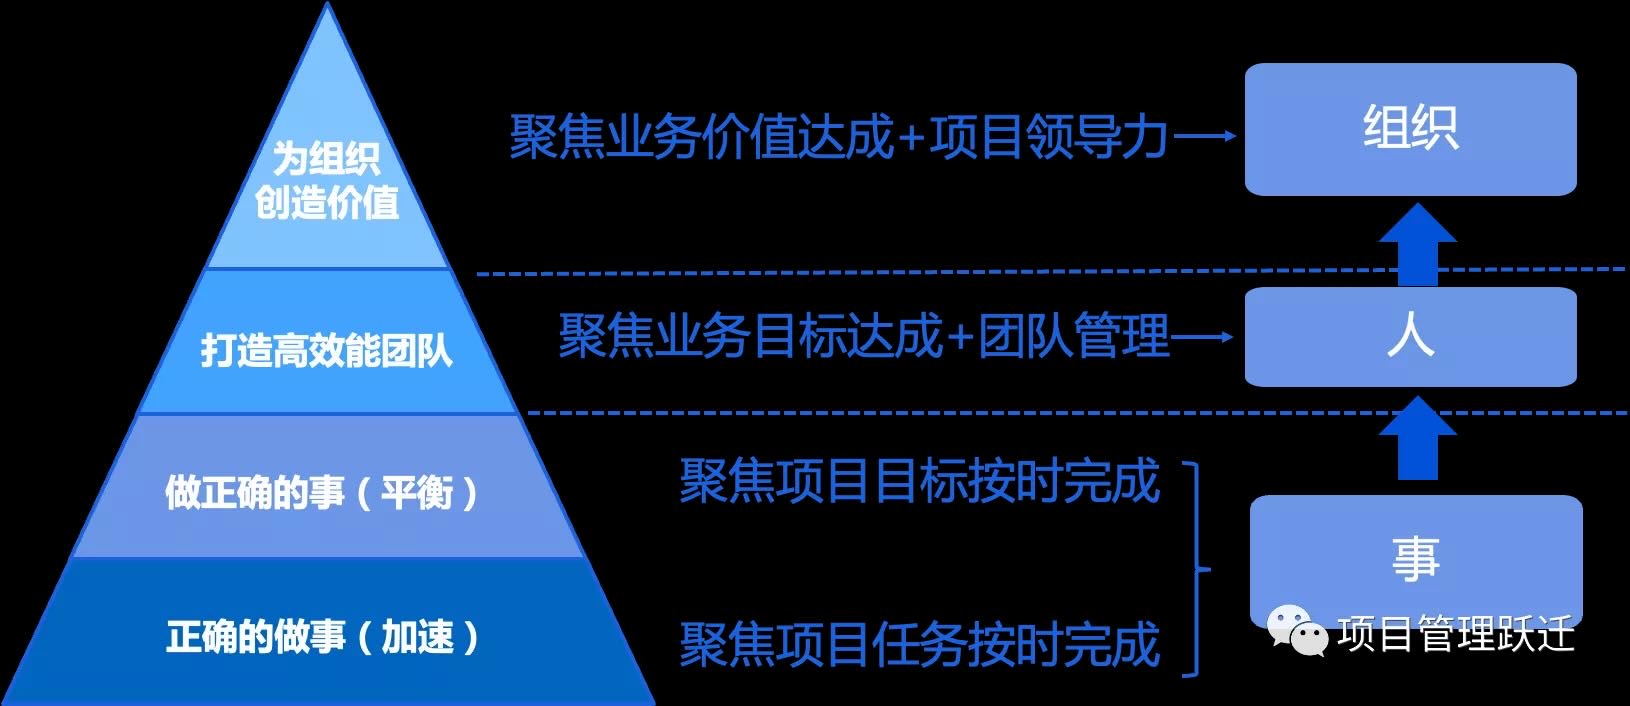 为组织
创造价值
聚焦业务价值达成+项目领导力
组织
打造高效能团队
聚焦业务目标达成+团队管理
人
做正确的事（平衡）
聚焦项目目标按时完成
事
正确的做事（加速）
聚焦项目任务按时完成
项目管理跃迁